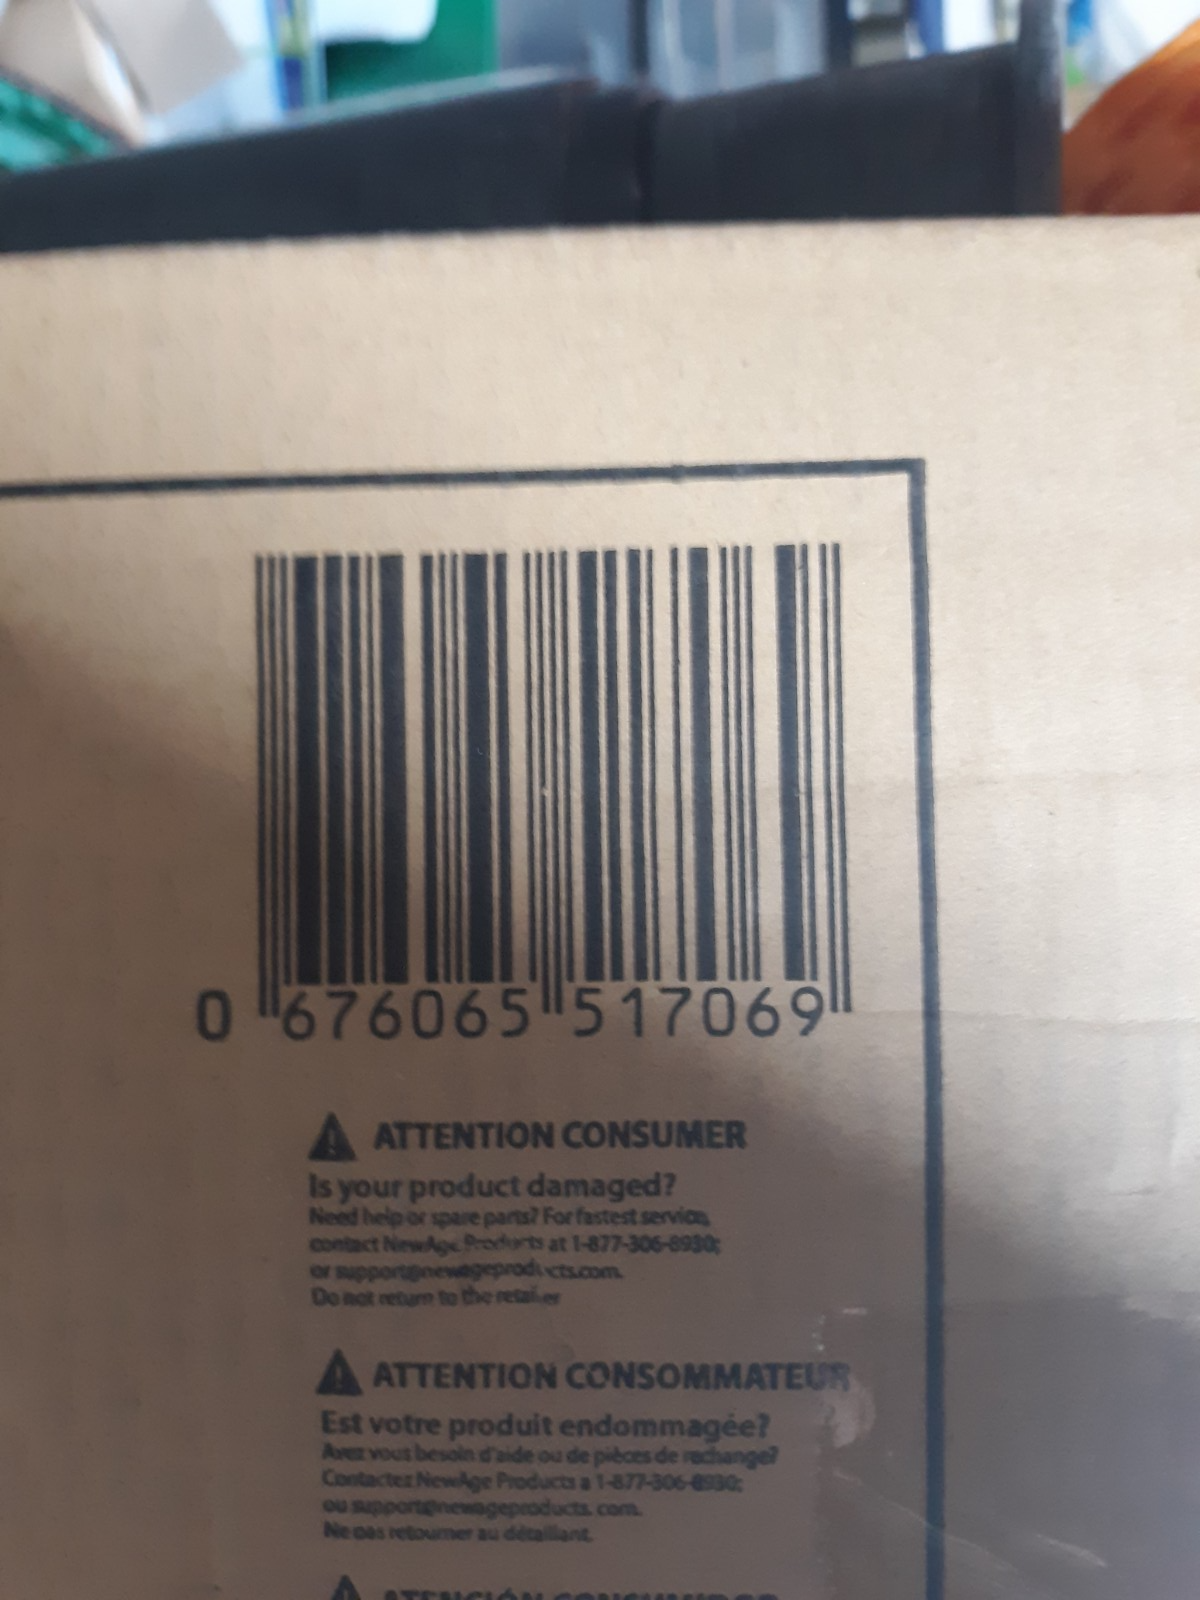 0 676065 517069
ATTENTION CONSUMER
Is your product damaged?
Need help or spare parts? For fastest service,
contact NewAge Products at 1-877-306-8930;
or support@newageproducts.com.
Do not return to the retailer
ATTENTION CONSOMMATEUR
Est votre produit endommagée?
Avez vous besoin d'aide ou de pièces de rechange?
Contactez NewAge Products a 1-877-306-8930;
ou support@newageproducts. com.
Ne pas retourner au détaillant.
ATENCIÓN CONSUMIDOR